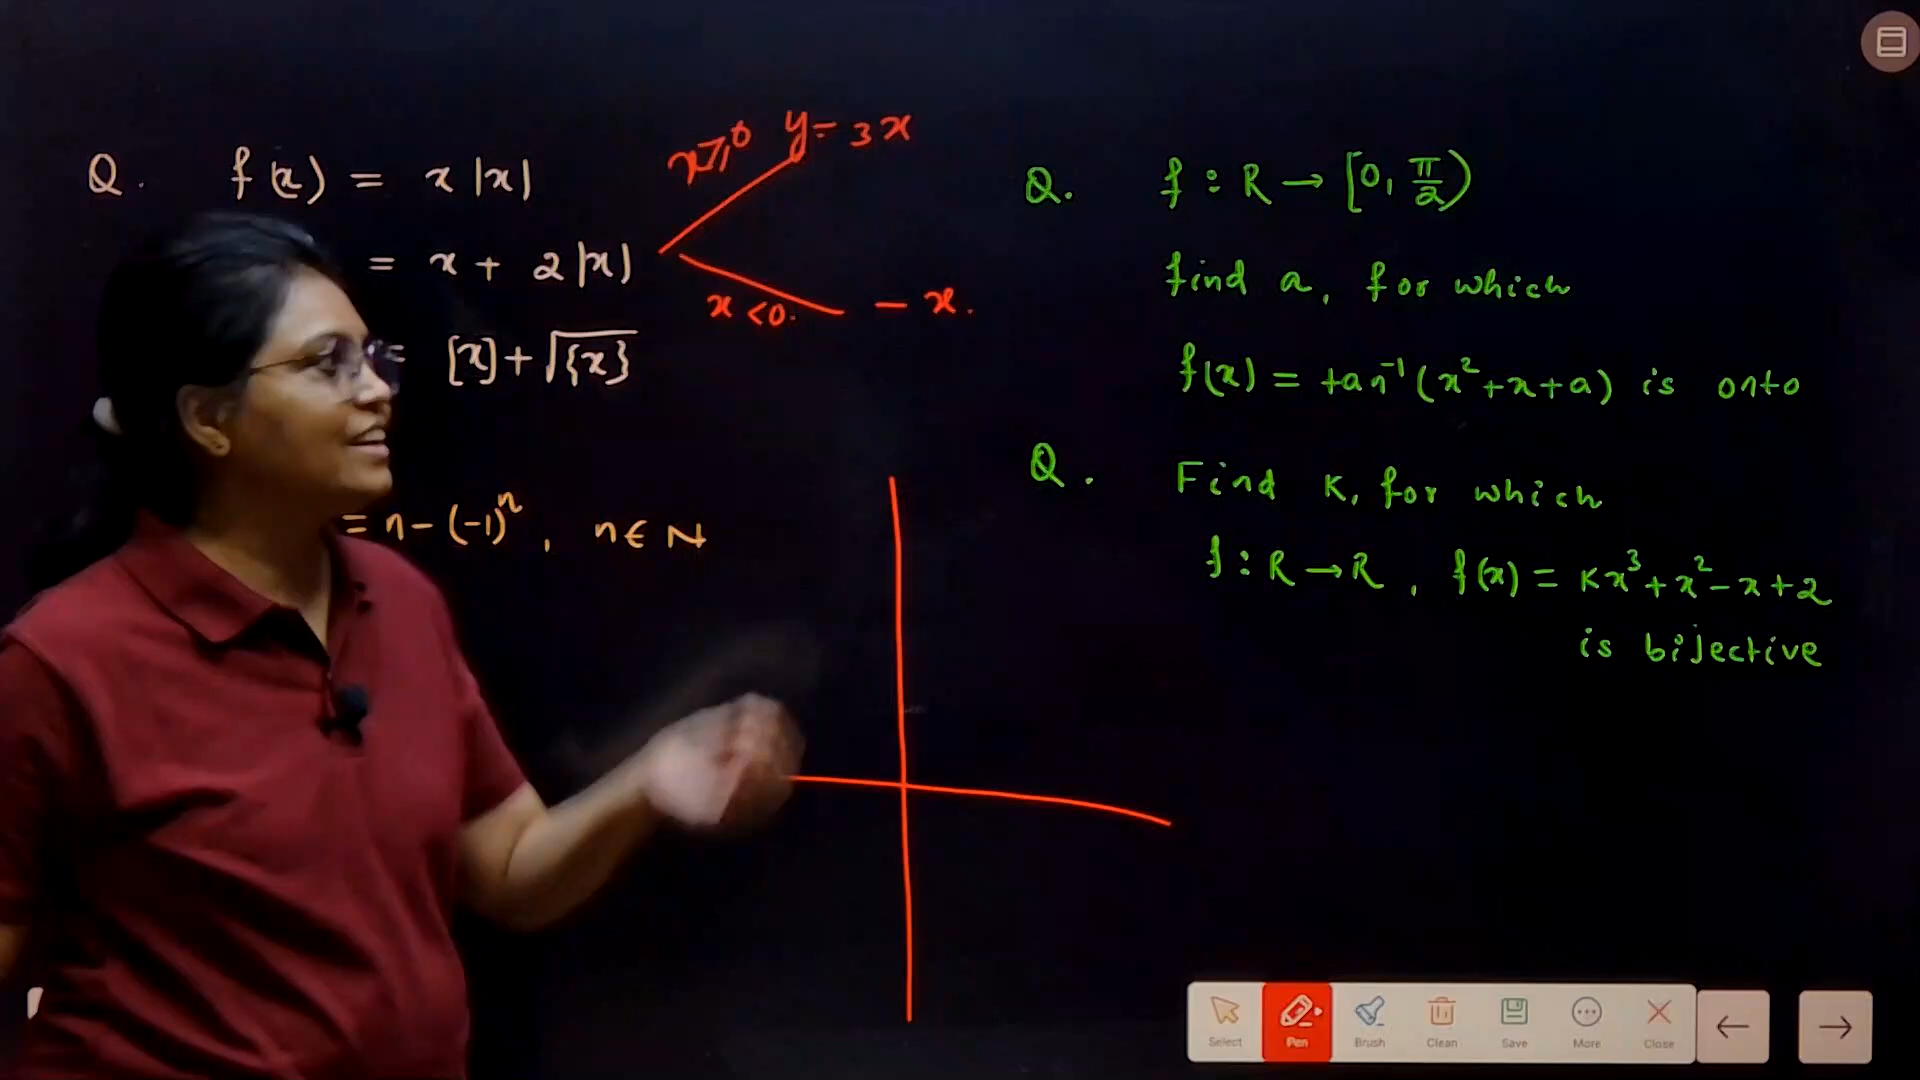 Q. f(x) = x|x|
= x + 2|x|
x≥0 y= 3x
x<0. - x.
= [x]+√{x}
= n-(-1)ⁿ, n∈N
Q. f : R → [0, π/2)
find a, for which
f(x) = tan⁻¹(x²+x+a) is onto
Q. Find K, for which
f : R → R, f(x) = Kx³+x²-x+2
is bijective
Select Pen Brush Clean Save More Close